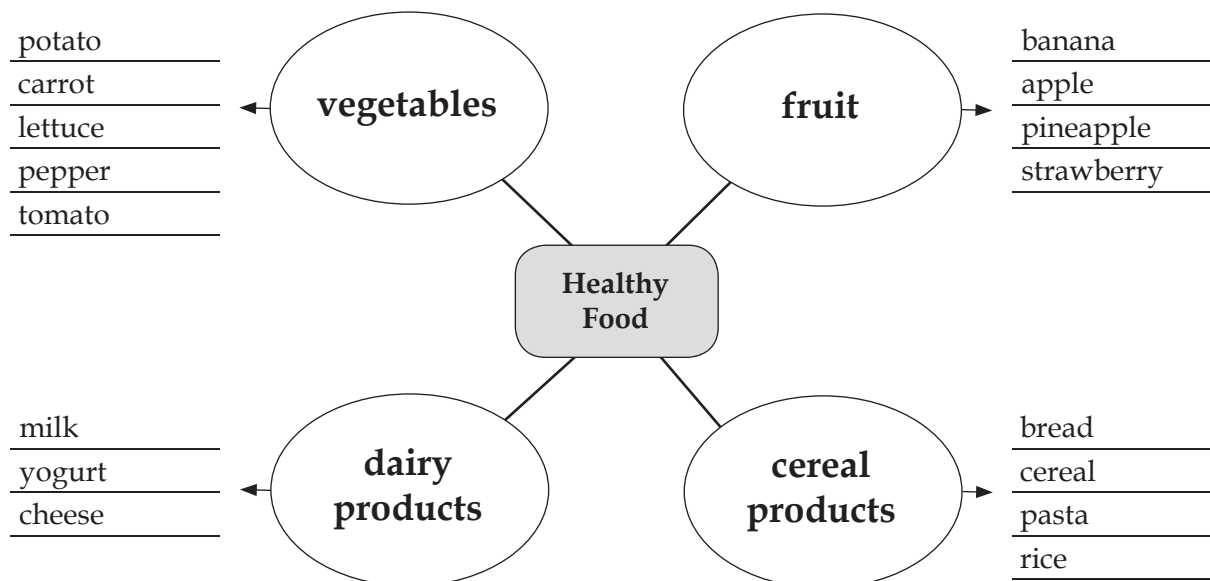 potato
carrot
lettuce
pepper
tomato
vegetables
fruit
banana
apple
pineapple
strawberry
Healthy
Food
milk
yogurt
cheese
dairy
products
cereal
products
bread
cereal
pasta
rice